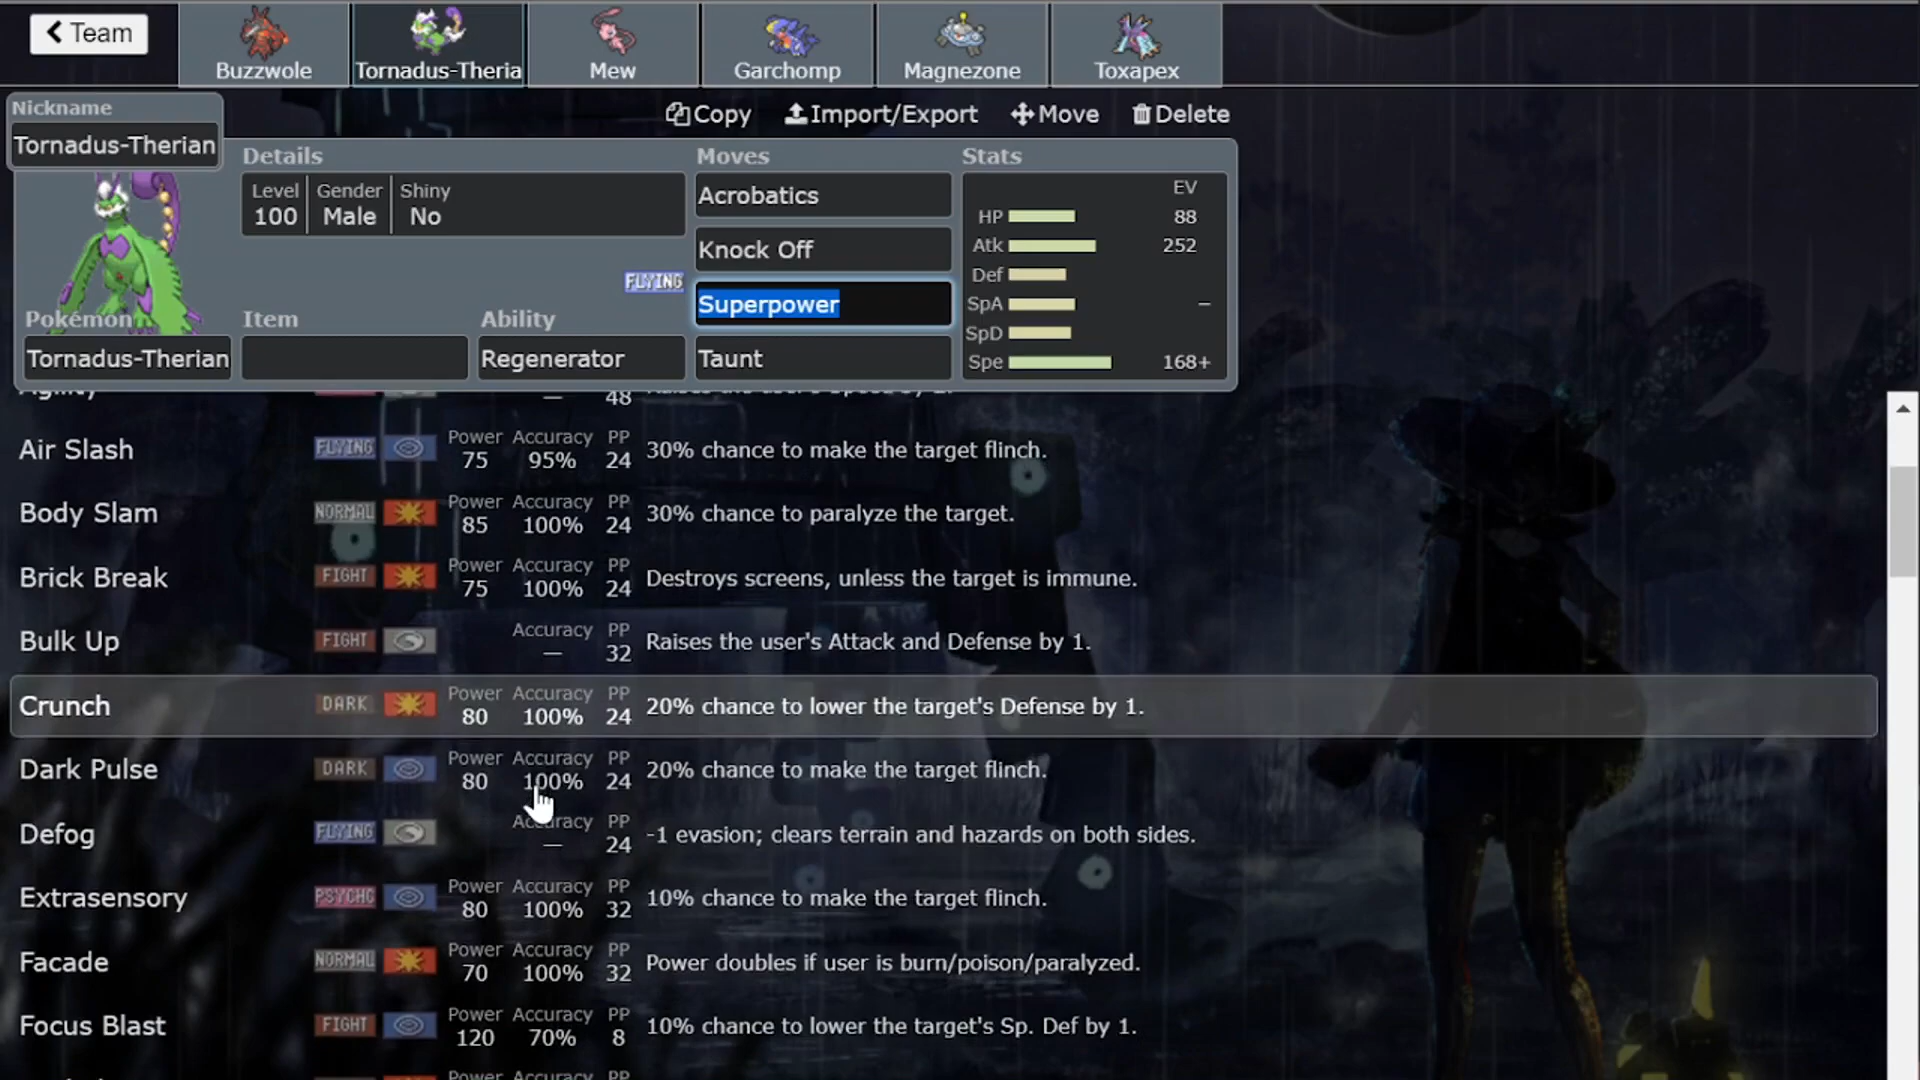 Team
Buzzwole
Tornadus-Theria
Mew
Garchomp
Magnezone
Toxapex
Nickname
Tornadus-Therian
Copy
Import/Export
Move
Delete
Details
Level Gender Shiny
100 Male No
FLYING
Pokémon
Tornadus-Therian
Item
Ability
Regenerator
Moves
Acrobatics
Knock Off
Superpower
Taunt
Stats
EV
HP 88
Atk 252
Def
SpA –
SpD
Spe 168+
Agility — 48 Raises the user's Speed by 2.
Air Slash FLYING Power 75 Accuracy 95% PP 24 30% chance to make the target flinch.
Body Slam NORMAL Power 85 Accuracy 100% PP 24 30% chance to paralyze the target.
Brick Break FIGHT Power 75 Accuracy 100% PP 24 Destroys screens, unless the target is immune.
Bulk Up FIGHT Accuracy — PP 32 Raises the user's Attack and Defense by 1.
Crunch DARK Power 80 Accuracy 100% PP 24 20% chance to lower the target's Defense by 1.
Dark Pulse DARK Power 80 Accuracy 100% PP 24 20% chance to make the target flinch.
Defog FLYING Accuracy — PP 24 -1 evasion; clears terrain and hazards on both sides.
Extrasensory PSYCHC Power 80 Accuracy 100% PP 32 10% chance to make the target flinch.
Facade NORMAL Power 70 Accuracy 100% PP 32 Power doubles if user is burn/poison/paralyzed.
Focus Blast FIGHT Power 120 Accuracy 70% PP 8 10% chance to lower the target's Sp. Def by 1.
Power Accuracy PP